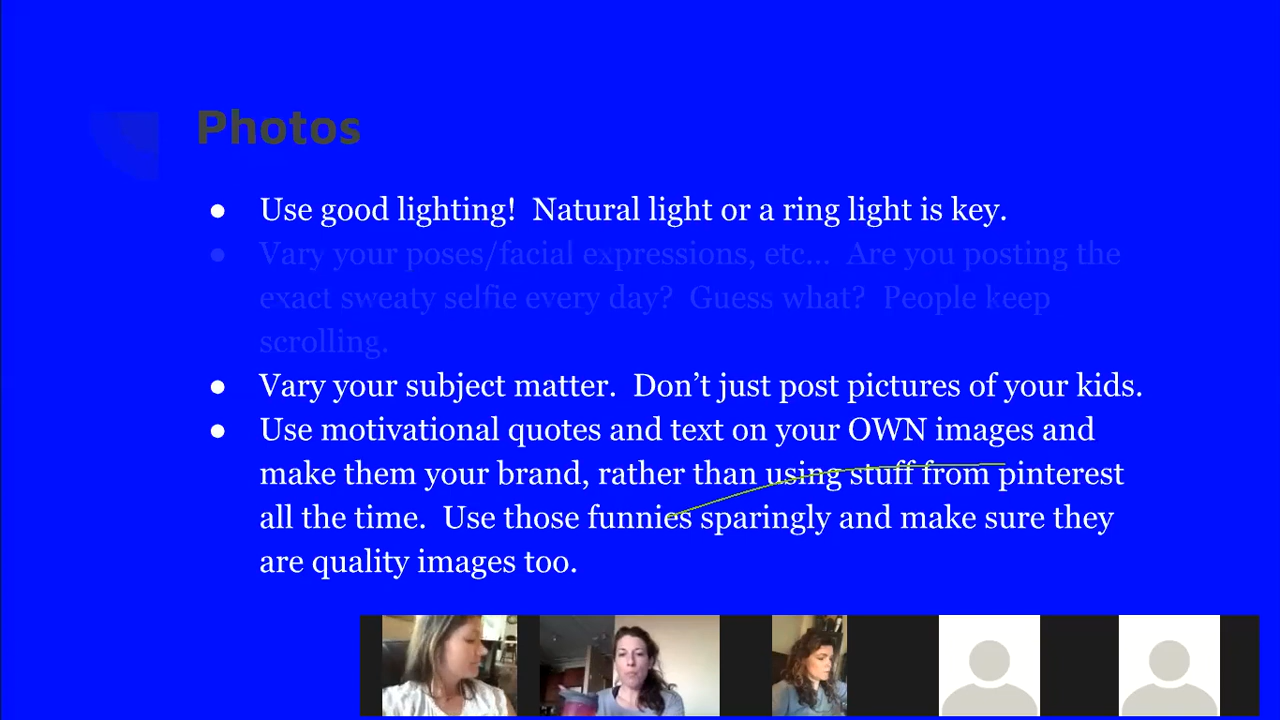 Photos
● Use good lighting!  Natural light or a ring light is key.
● Vary your poses/facial expressions, etc...  Are you posting the
exact sweaty selfie every day?  Guess what?  People keep
scrolling.
● Vary your subject matter.  Don’t just post pictures of your kids.
● Use motivational quotes and text on your OWN images and
make them your brand, rather than using stuff from pinterest
all the time.  Use those funnies sparingly and make sure they
are quality images too.